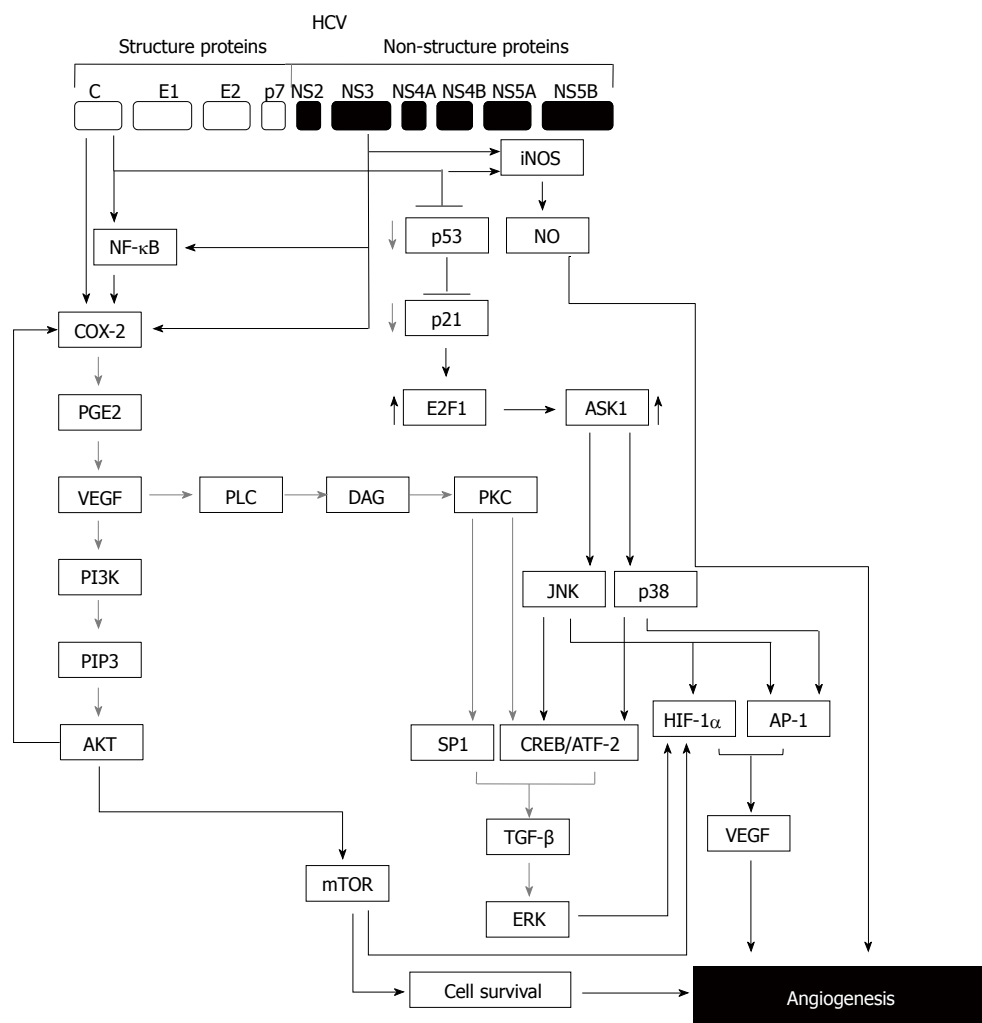 HCV
Structure proteins
Non-structure proteins
C
E1
E2
p7
NS2
NS3
NS4A
NS4B
NS5A
NS5B
iNOS
NF-κB
p53
NO
COX-2
p21
PGE2
E2F1
ASK1
VEGF
PLC
DAG
PKC
PI3K
JNK
p38
PIP3
AKT
SP1
CREB/ATF-2
HIF-1α
AP-1
TGF-β
VEGF
mTOR
ERK
Cell survival
Angiogenesis